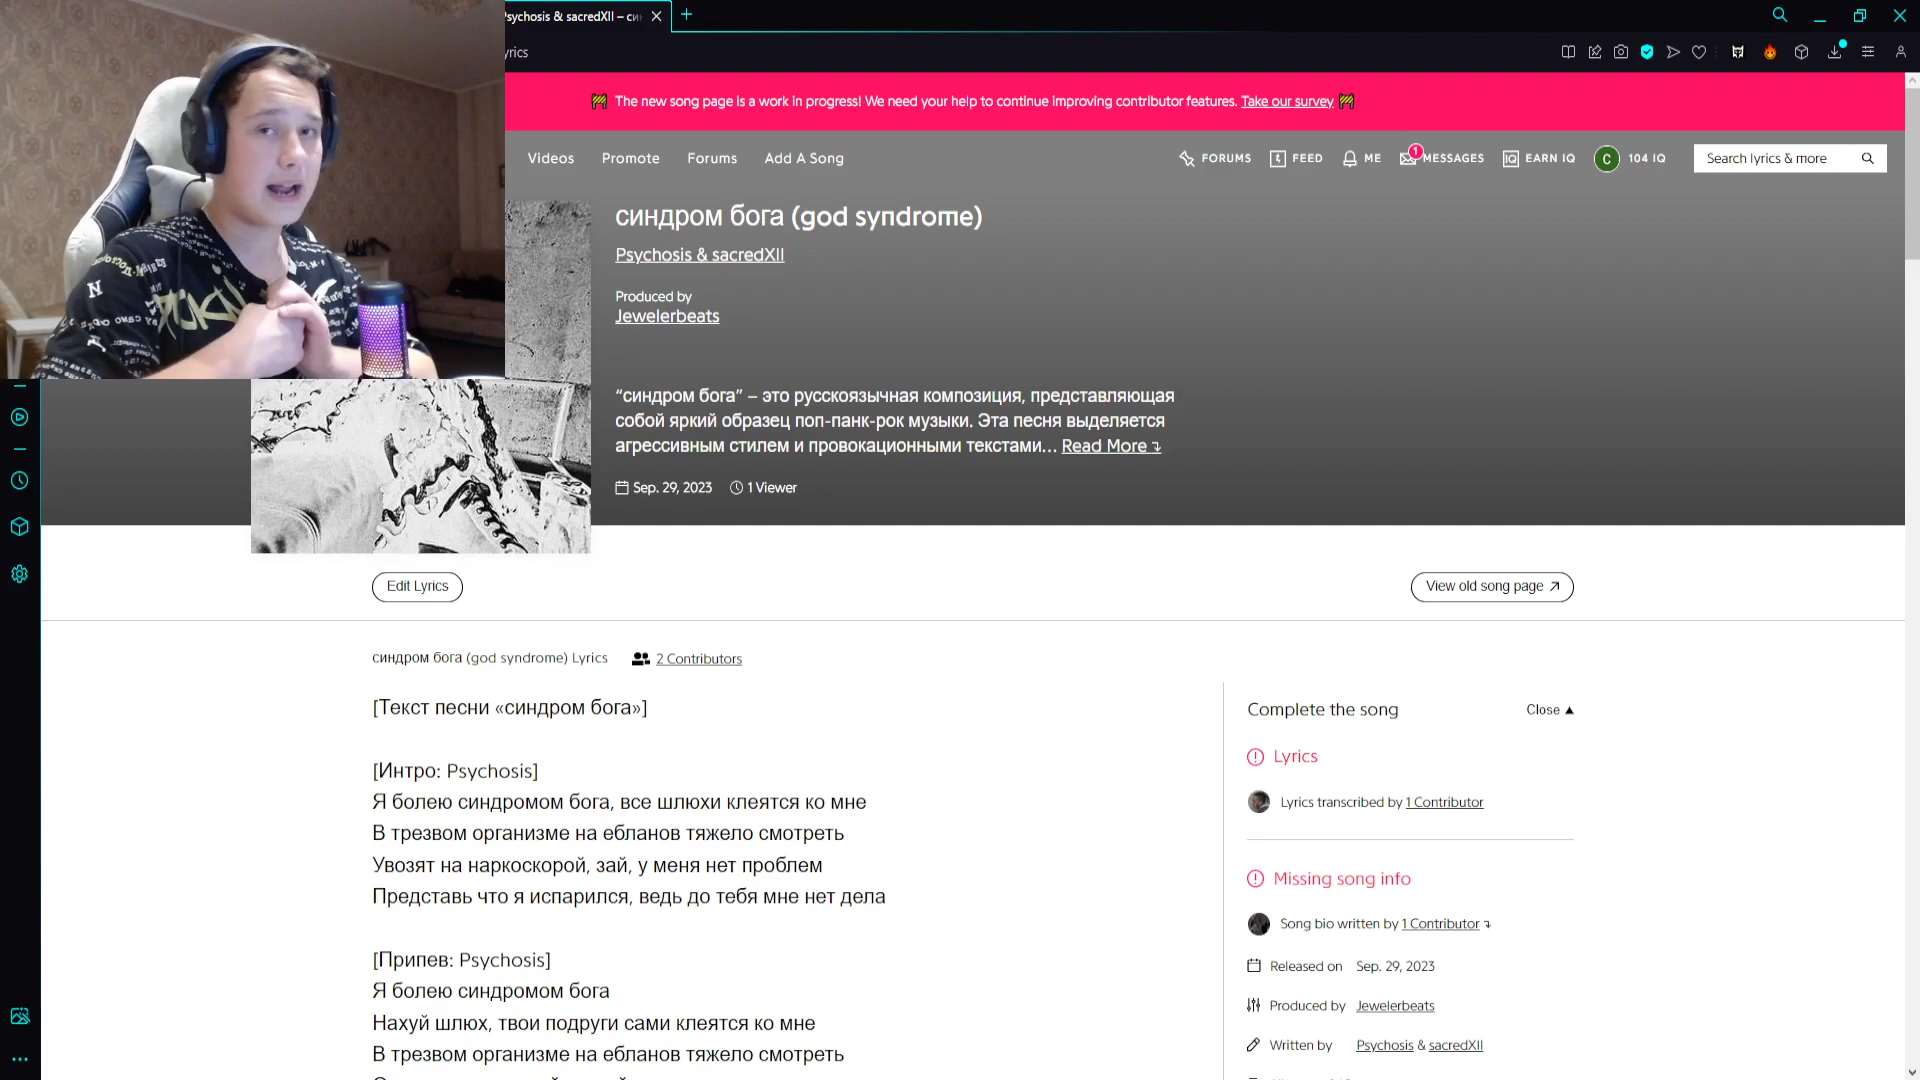 Psychosis & sacredXII – си
yrics
The new song page is a work in progress! We need your help to continue improving contributor features. Take our survey
Videos
Promote
Forums
Add A Song
FORUMS
FEED
ME
1
MESSAGES
IQ
EARN IQ
C
104 IQ
Search lyrics & more
синдром бога (god syndrome)
Psychosis & sacredXII
Produced by
Jewelerbeats
“синдром бога” – это русскоязычная композиция, представляющая
собой яркий образец поп-панк-рок музыки. Эта песня выделяется
агрессивным стилем и провокационными текстами... Read More
Sep. 29, 2023
1 Viewer
Edit Lyrics
View old song page
синдром бога (god syndrome) Lyrics
2 Contributors
[Текст песни «синдром бога»]
[Интро: Psychosis]
Я болею синдромом бога, все шлюхи клеятся ко мне
В трезвом организме на ебланов тяжело смотреть
Увозят на наркоскорой, зай, у меня нет проблем
Представь что я испарился, ведь до тебя мне нет дела
[Припев: Psychosis]
Я болею синдромом бога
Нахуй шлюх, твои подруги сами клеятся ко мне
В трезвом организме на ебланов тяжело смотреть
Complete the song
Close
Lyrics
Lyrics transcribed by 1 Contributor
Missing song info
Song bio written by 1 Contributor
Released on Sep. 29, 2023
Produced by Jewelerbeats
Written by Psychosis & sacredXII